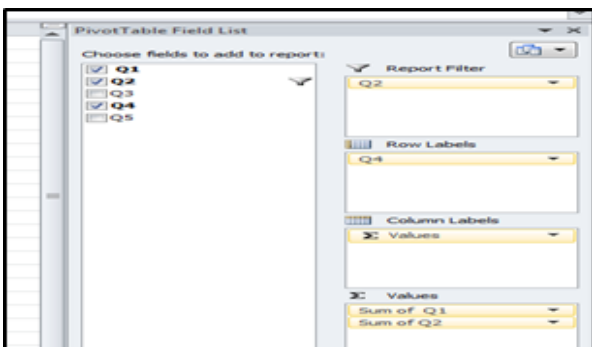 PivotTable Field List
Choose fields to add to report:
Q1
Q2
Q3
Q4
Q5
Report Filter
Q2
Row Labels
Q4
Column Labels
Σ Values
Σ Values
Sum of Q1
Sum of Q2